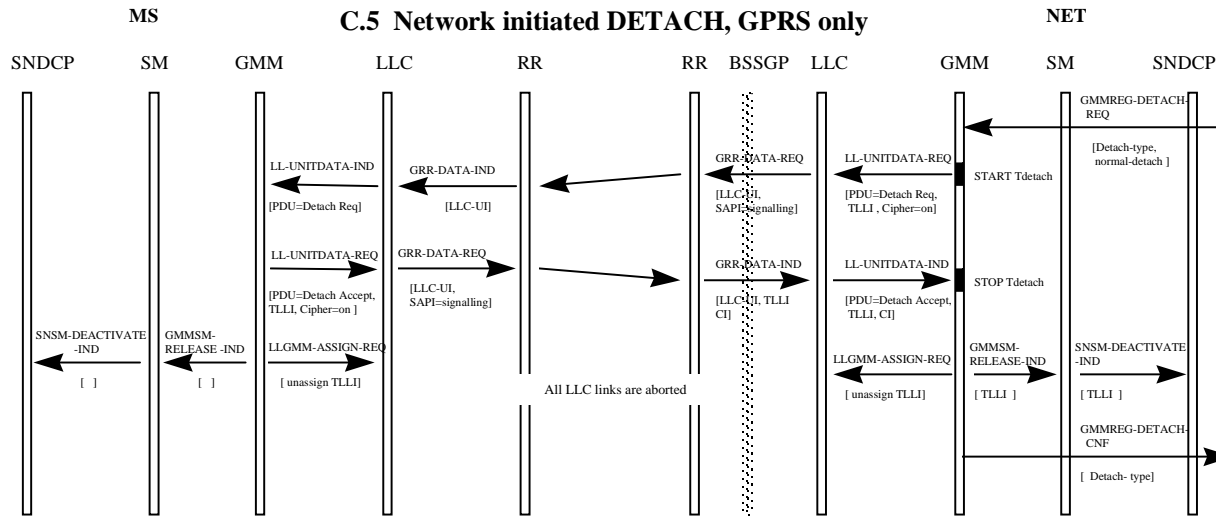 MS
C.5 Network initiated DETACH, GPRS only
NET
SNDCP SM GMM LLC RR RR BSSGP LLC GMM SM SNDCP
GMMREG-DETACH-
REQ
[Detach-type,
normal-detach ]
LL-UNITDATA-IND
GRR-DATA-IND
GRR-DATA-REQ
LL-UNITDATA-REQ
START Tdetach
[PDU=Detach Req]
[LLC-UI]
[LLC-UI,
SAPI=signalling]
[PDU=Detach Req,
TLLI , Cipher=on]
LL-UNITDATA-REQ
GRR-DATA-REQ
GRR-DATA-IND
LL-UNITDATA-IND
STOP Tdetach
[PDU=Detach Accept,
TLLI, Cipher=on ]
[LLC-UI,
SAPI=signalling]
[LLC-UI, TLLI
CI]
[PDU=Detach Accept,
TLLI, CI]
SNSM-DEACTIVATE
-IND
GMMSM-
RELEASE -IND
LLGMM-ASSIGN-REQ
LLGMM-ASSIGN-REQ
GMMSM-
RELEASE-IND
SNSM-DEACTIVATE
-IND
[ ]
[ ]
[ unassign TLLI]
All LLC links are aborted
[ unassign TLLI]
[ TLLI ]
[ TLLI ]
GMMREG-DETACH-
CNF
[ Detach- type]